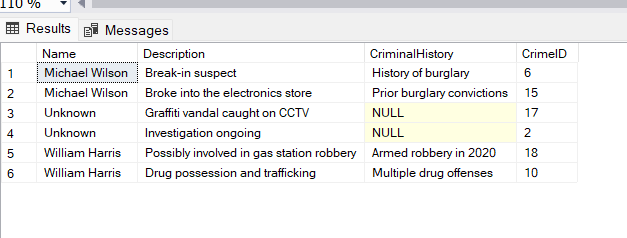 110 %
Results Messages
Name Description CriminalHistory CrimeID
1 Michael Wilson Break-in suspect History of burglary 6
2 Michael Wilson Broke into the electronics store Prior burglary convictions 15
3 Unknown Graffiti vandal caught on CCTV NULL 17
4 Unknown Investigation ongoing NULL 2
5 William Harris Possibly involved in gas station robbery Armed robbery in 2020 18
6 William Harris Drug possession and trafficking Multiple drug offenses 10